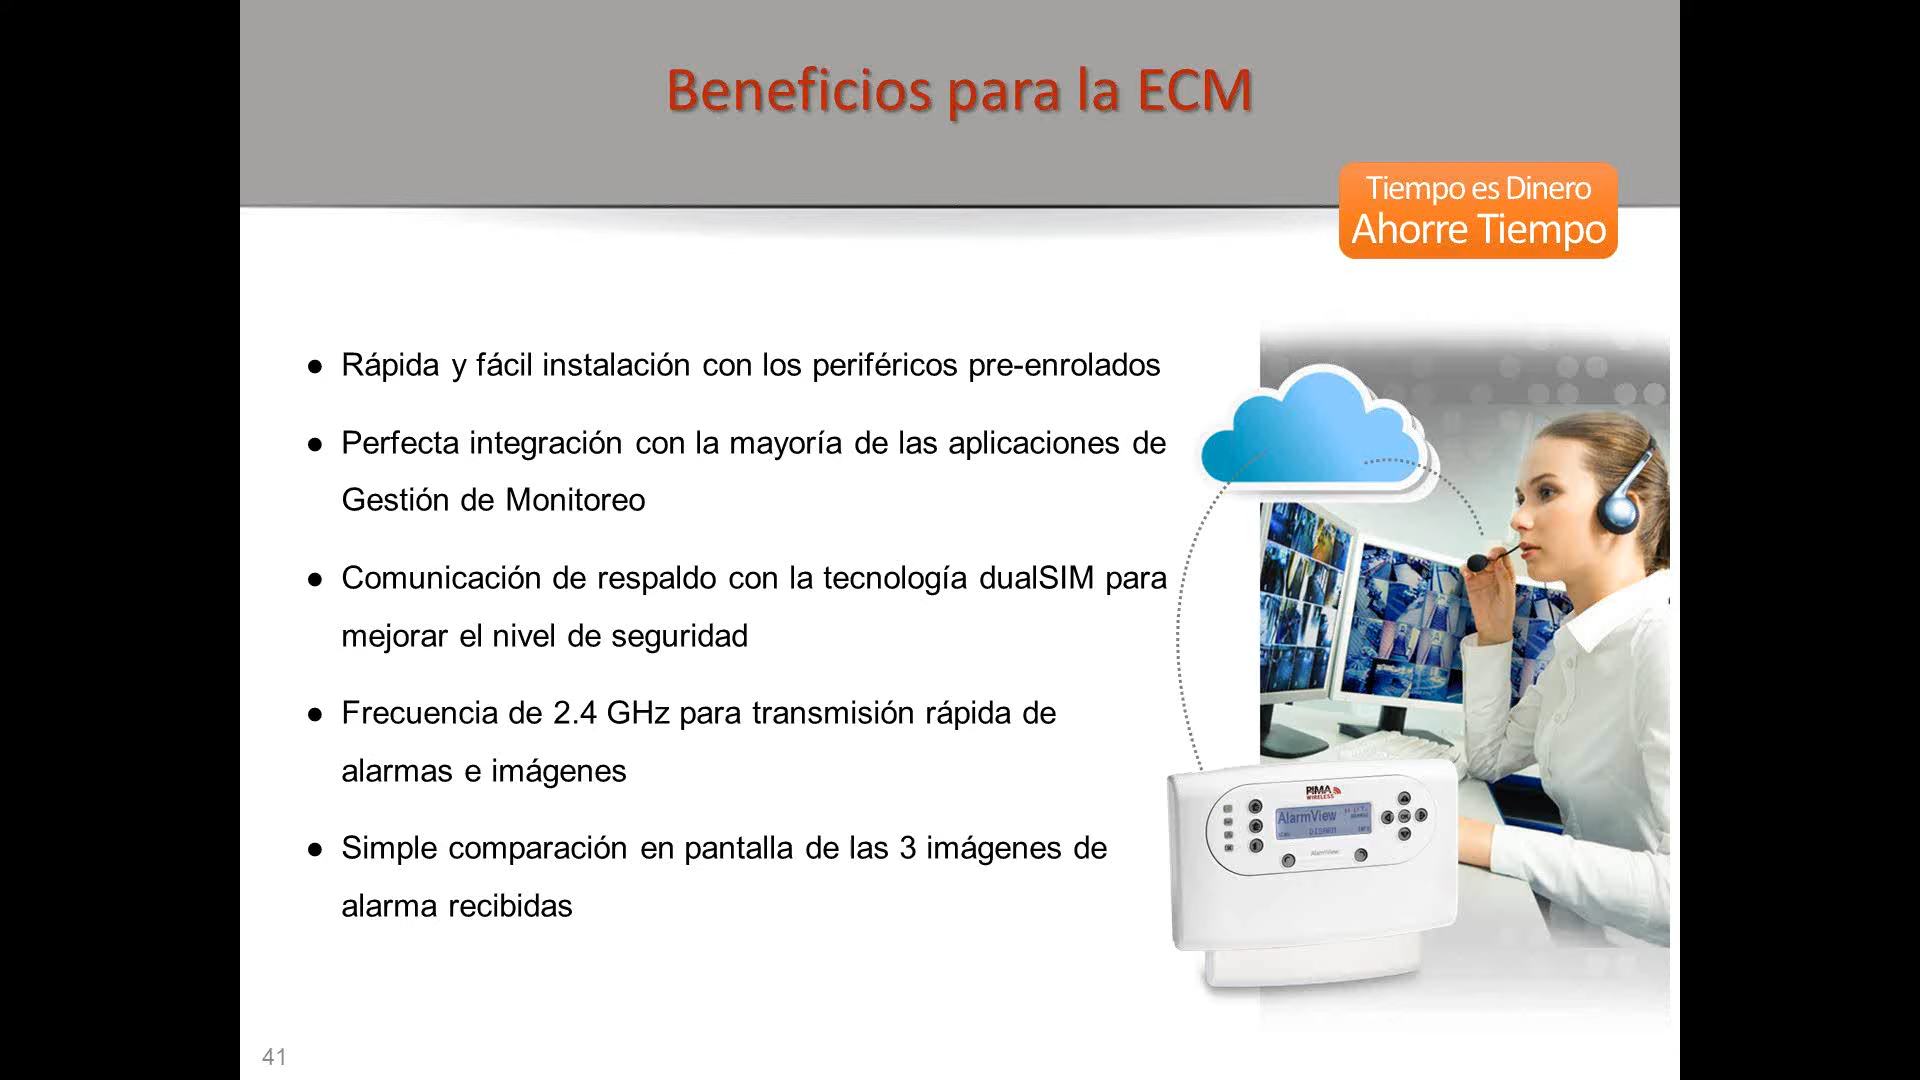 Beneficios para la ECM
Tiempo es Dinero
Ahorre Tiempo
● Rápida y fácil instalación con los periféricos pre-enrolados
● Perfecta integración con la mayoría de las aplicaciones de
Gestión de Monitoreo
● Comunicación de respaldo con la tecnología dualSIM para
mejorar el nivel de seguridad
● Frecuencia de 2.4 GHz para transmisión rápida de
alarmas e imágenes
● Simple comparación en pantalla de las 3 imágenes de
alarma recibidas
PIMA
WIRELESS
AlarmView
AlarmView
41